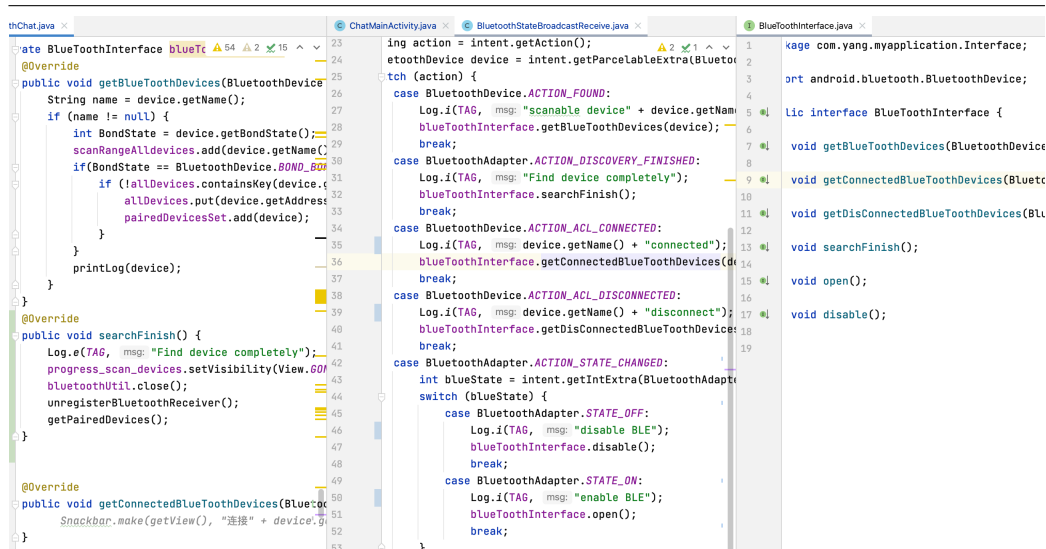 thChat.java
ChatMainActivity.java
BluetoothStateBroadcastReceive.java
BlueToothInterface.java
ate BlueToothInterface
54 2 15
@Override
public void getBlueToothDevices(BluetoothDevice
String name = device.getName();
if (name != null) {
int BondState = device.getBondState();
scanRangeAlldevices.add(device.getName()
if(BondState == BluetoothDevice.
if (!allDevices.containsKey(device.
allDevices.put(device.getAddress
pairedDevicesSet.add(device);
}
}
printLog(device);
}
}
@Override
public void searchFinish() {
Log.e(TAG, msg: "Find device completely");
progress_scan_devices.setVisibility(View.
bluetoothUtil.close();
unregisterBluetoothReceiver();
getPairedDevices();
}
@Override
public void getConnectedBlueToothDevices(
Snackbar.make(getView(), "连接" + device.
}
23 ing action = intent.getAction();
2 1
24 etoothDevice device = intent.getParcelableExtra(
25 tch (action) {
26 case BluetoothDevice.ACTION_FOUND:
27 Log.i(TAG, msg: "scanable device" + device.
28 blueToothInterface.getBlueToothDevices(device);
29 break;
30 case BluetoothAdapter.ACTION_DISCOVERY_FINISHED:
31 Log.i(TAG, msg: "Find device completely");
32 blueToothInterface.searchFinish();
33 break;
34 case BluetoothDevice.ACTION_ACL_CONNECTED:
35 Log.i(TAG, msg: device.getName() + "connected");
36 blueToothInterface.getConnectedBlueToothDevices(
37 break;
38 case BluetoothDevice.ACTION_ACL_DISCONNECTED:
39 Log.i(TAG, msg: device.getName() + "disconnect");
40 blueToothInterface.getDisConnectedBlueToothDevices
41 break;
42 case BluetoothAdapter.ACTION_STATE_CHANGED:
43 int blueState = intent.getIntExtra(
44 switch (blueState) {
45 case BluetoothAdapter.STATE_OFF:
46 Log.i(TAG, msg: "disable BLE");
47 blueToothInterface.disable();
48 break;
49 case BluetoothAdapter.STATE_ON:
50 Log.i(TAG, msg: "enable BLE");
51 blueToothInterface.open();
52 break;
53 }
1 kage com.yang.myapplication.Interface;
2
3 ort android.bluetooth.BluetoothDevice;
4
5 lic interface BlueToothInterface {
6
7 void getBlueToothDevices(BluetoothDevice
8
9 void getConnectedBlueToothDevices(
10
11 void getDisConnectedBlueToothDevices(
12
13 void searchFinish();
14
15 void open();
16
17 void disable();
18
19